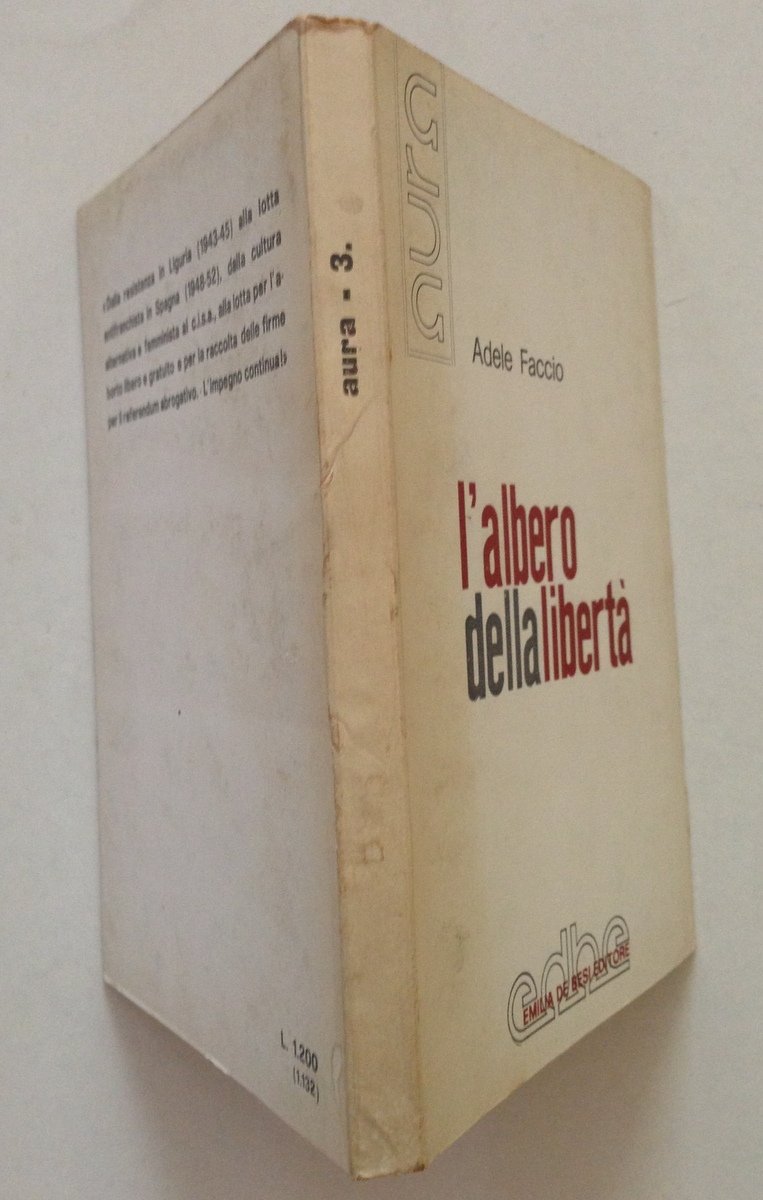 «Dalla resistenza in Liguria (1943-45) alla lotta
antifranchista in Spagna (1948-52), dalla cultura
alternativa e femminista al c.i.s.a., alla lotta per l'a-
borto libero e gratuito e per la raccolta delle firme
per il referendum abrogativo. - L'impegno continua!»
L. 1.200
(1.132)
aura - 3.
aura
Adele Faccio
l'albero
dellalibertà
edbe
EMILIA DE BESI EDITORE